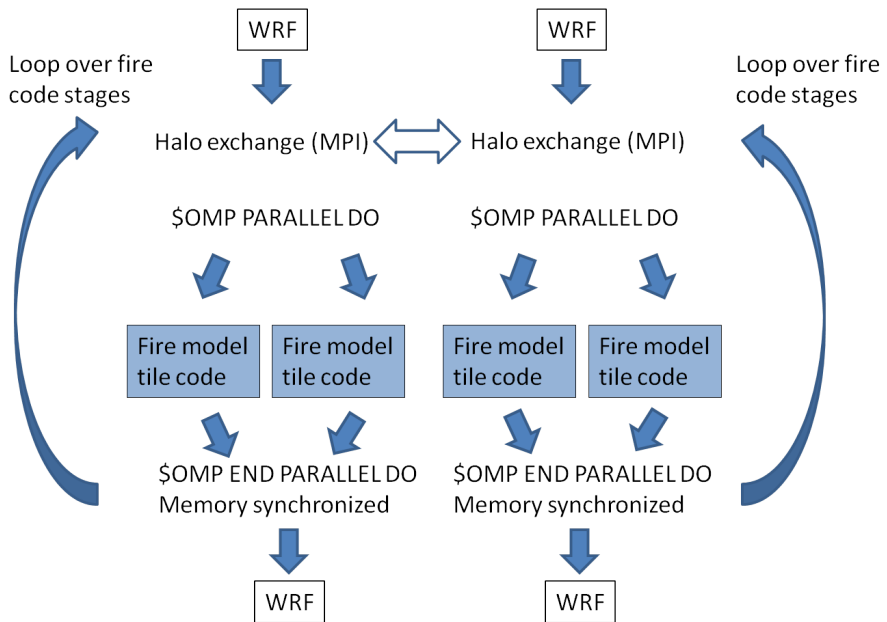 WRF
WRF
Loop over fire
code stages
Loop over fire
code stages
Halo exchange (MPI)
Halo exchange (MPI)
$OMP PARALLEL DO
$OMP PARALLEL DO
Fire model
tile code
Fire model
tile code
Fire model
tile code
Fire model
tile code
$OMP END PARALLEL DO
Memory synchronized
$OMP END PARALLEL DO
Memory synchronized
WRF
WRF